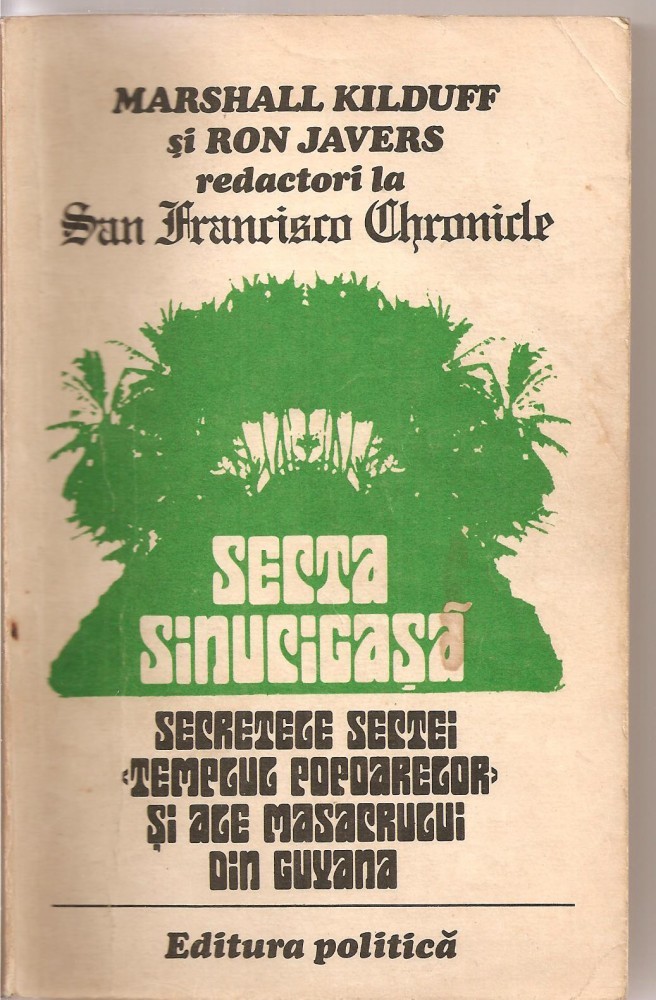 MARSHALL KILDUFF
și RON JAVERS
redactori la
San Francisco Chronicle
SECTA
SINUCIGAȘĂ
SECRETELE SECTEI
‹TEMPLUL POPOARELOR›
ȘI ALE MASACRULUI
DIN GUYANA
Editura politică